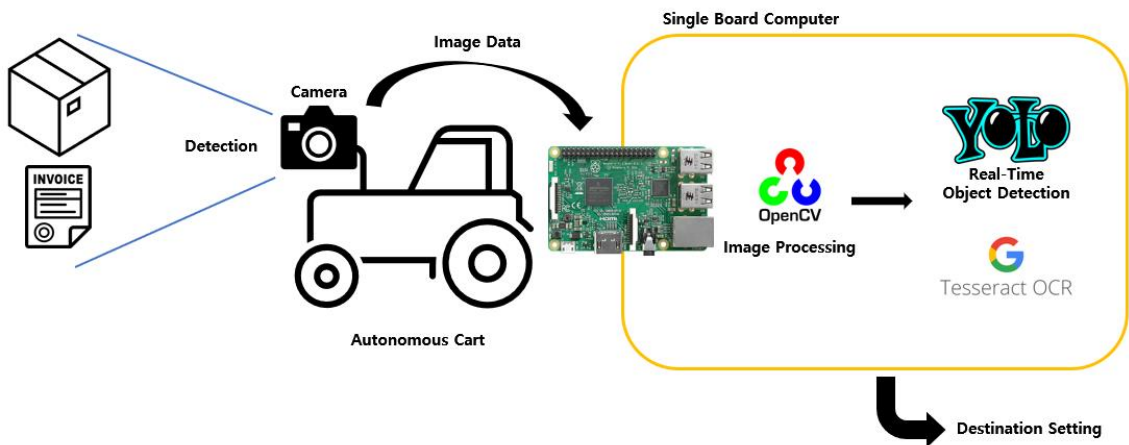 Single Board Computer
Image Data
Camera
Detection
INVOICE
YOLO
Real-Time
Object Detection
OpenCV
Image Processing
Tesseract OCR
Autonomous Cart
Destination Setting